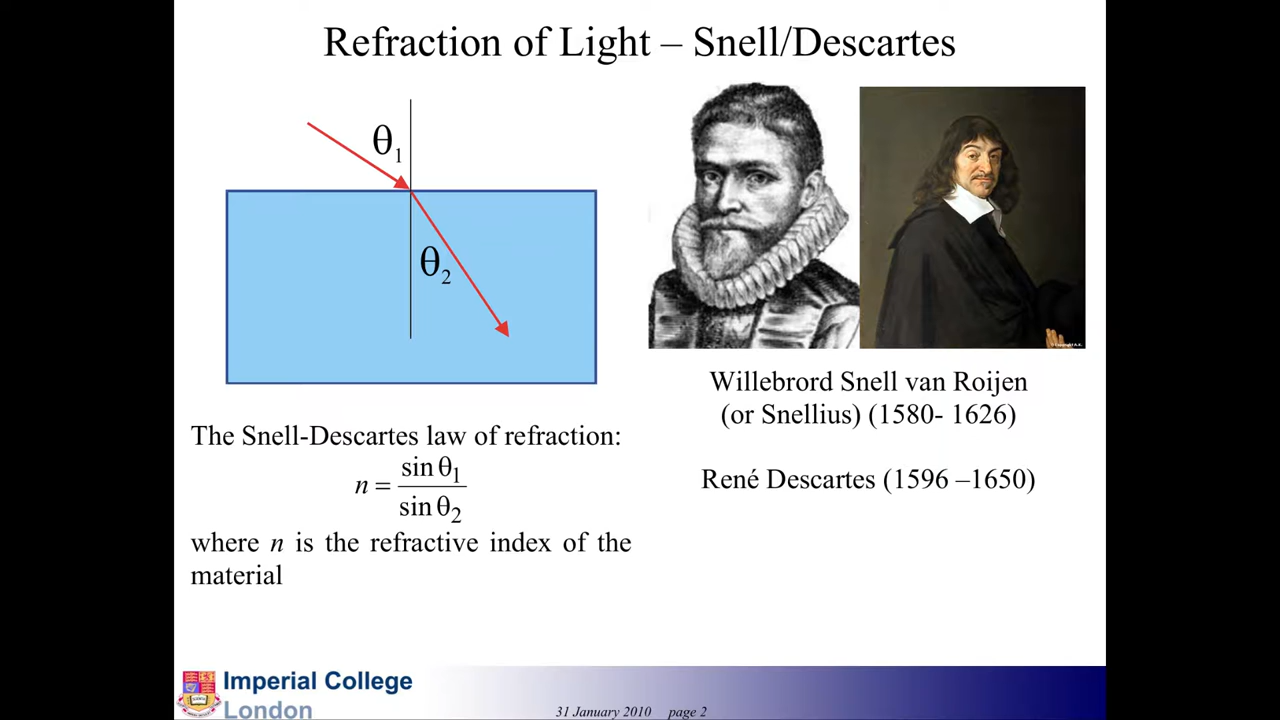 Refraction of Light – Snell/Descartes
θ1
θ2
Willebrord Snell van Roijen
(or Snellius) (1580- 1626)
René Descartes (1596 –1650)
The Snell-Descartes law of refraction:
n = sin θ1 / sin θ2
where n is the refractive index of the
material
Imperial College
London
31 January 2010 page 2